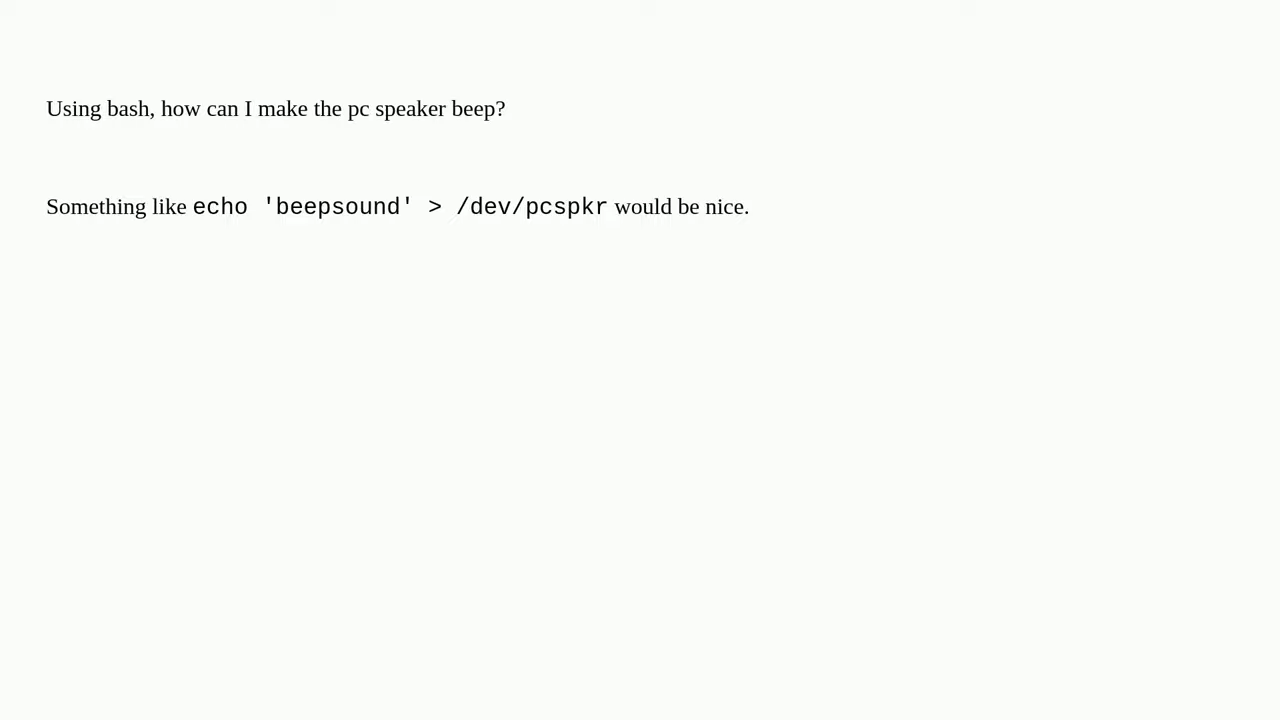 Using bash, how can I make the pc speaker beep?
Something like echo 'beepsound' > /dev/pcspkr would be nice.